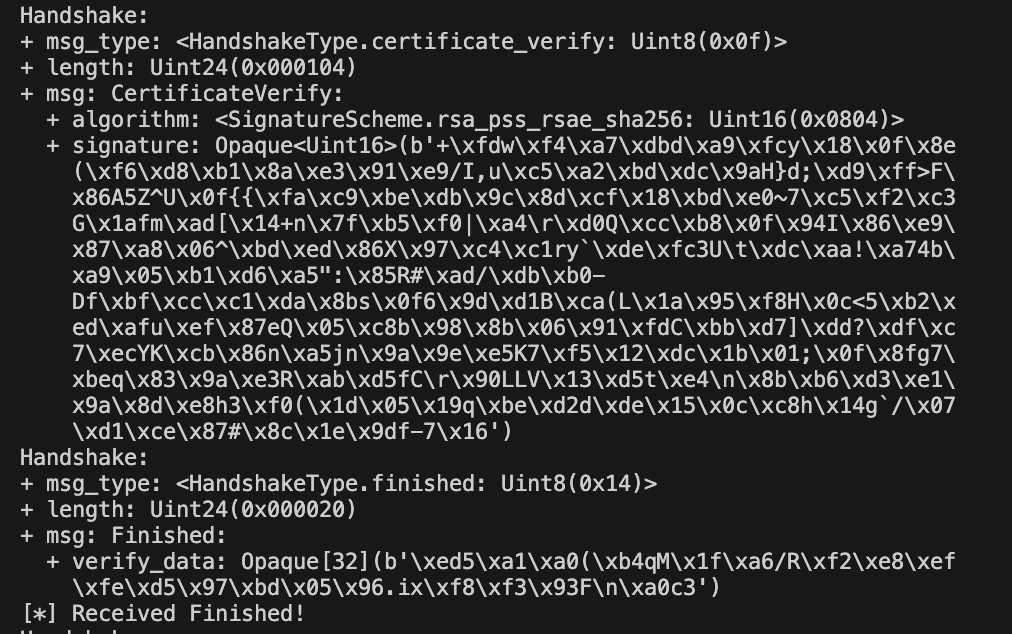 Handshake:
+ msg_type: <HandshakeType.certificate_verify: Uint8(0x0f)>
+ length: Uint24(0x000104)
+ msg: CertificateVerify:
  + algorithm: <SignatureScheme.rsa_pss_rsae_sha256: Uint16(0x0804)>
  + signature: Opaque<Uint16>(b'+\xfdw\xf4\xa7\xdbd\xa9\xfcy\x18\x0f\x8e
    (\xf6\xd8\xb1\x8a\xe3\x91\xe9/I,u\xc5\xa2\xbd\xdc\x9aH}d;\xd9\xff>F\
    x86A5Z^U\x0f{{\xfa\xc9\xbe\xdb\x9c\x8d\xcf\x18\xbd\xe0~7\xc5\xf2\xc3
    G\x1afm\xad[\x14+n\x7f\xb5\xf0|\xa4\r\xd0Q\xcc\xb8\x0f\x94I\x86\xe9\
    x87\xa8\x06^\xbd\xed\x86X\x97\xc4\xc1ry`\xde\xfc3U\t\xdc\xaa!\xa74b\
    xa9\x05\xb1\xd6\xa5":\x85R#\xad/\xdb\xb0-
    Df\xbf\xcc\xc1\xda\x8bs\x0f6\x9d\xd1B\xca(L\x1a\x95\xf8H\x0c<5\xb2\x
    ed\xafu\xef\x87eQ\x05\xc8b\x98\x8b\x06\x91\xfdC\xbb\xd7]\xdd?\xdf\xc
    7\xecYK\xcb\x86n\xa5jn\x9a\x9e\xe5K7\xf5\x12\xdc\x1b\x01;\x0f\x8fg7\
    xbeq\x83\x9a\xe3R\xab\xd5fC\r\x90LLV\x13\xd5t\xe4\n\x8b\xb6\xd3\xe1\
    x9a\x8d\xe8h3\xf0(\x1d\x05\x19q\xbe\xd2d\xde\x15\x0c\xc8h\x14g`/\x07
    \xd1\xce\x87#\x8c\x1e\x9df-7\x16')
Handshake:
+ msg_type: <HandshakeType.finished: Uint8(0x14)>
+ length: Uint24(0x000020)
+ msg: Finished:
  + verify_data: Opaque[32](b'\xed5\xa1\xa0(\xb4qM\x1f\xa6/R\xf2\xe8\xef
    \xfe\xd5\x97\xbd\x05\x96.ix\xf8\xf3\x93F\n\xa0c3')
[*] Received Finished!